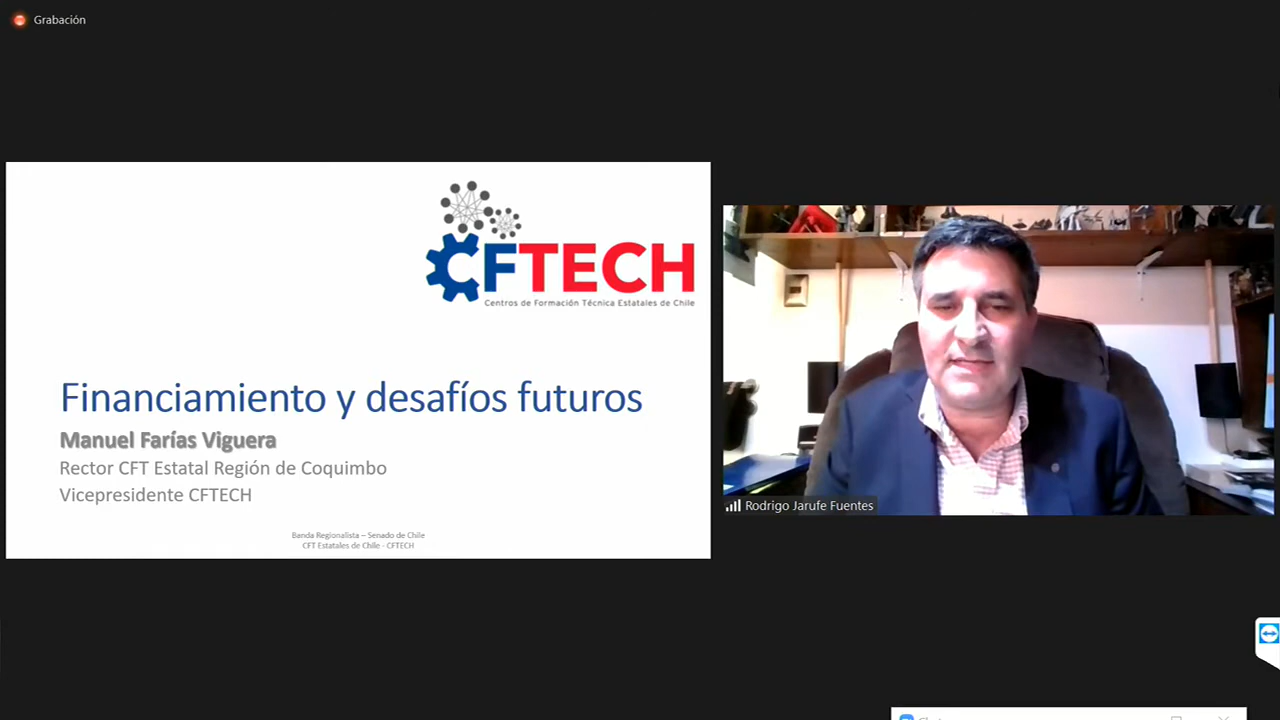 Grabación
CFTECH
Centros de Formación Técnica Estatales de Chile
Financiamiento y desafíos futuros
Manuel Farías Viguera
Rector CFT Estatal Región de Coquimbo
Vicepresidente CFTECH
Banda Regionalista – Senado de Chile
CFT Estatales de Chile - CFTECH
Rodrigo Jarufe Fuentes